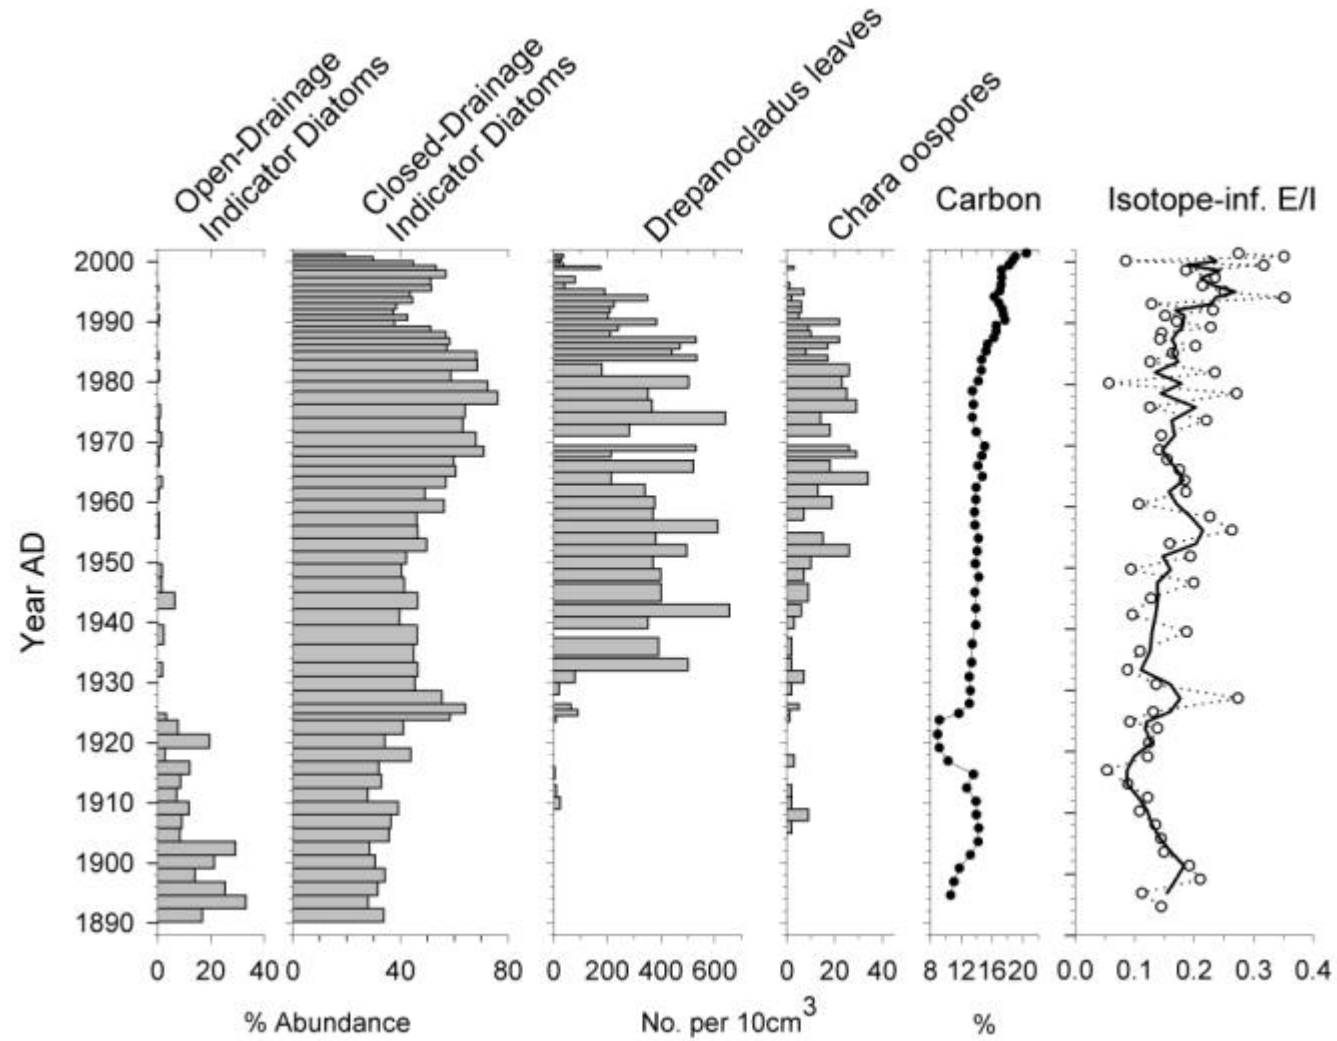 Open-Drainage
Indicator Diatoms
Closed-Drainage
Indicator Diatoms
Drepanocladus leaves
Chara oospores
Carbon
Isotope-inf. E/I
Year AD
2000
1990
1980
1970
1960
1950
1940
1930
1920
1910
1900
1890
0 20 40
0 40 80
0 200 400 600
0 20 40
8 12 16 20
0.0 0.1 0.2 0.3 0.4
% Abundance
No. per 10cm3
%